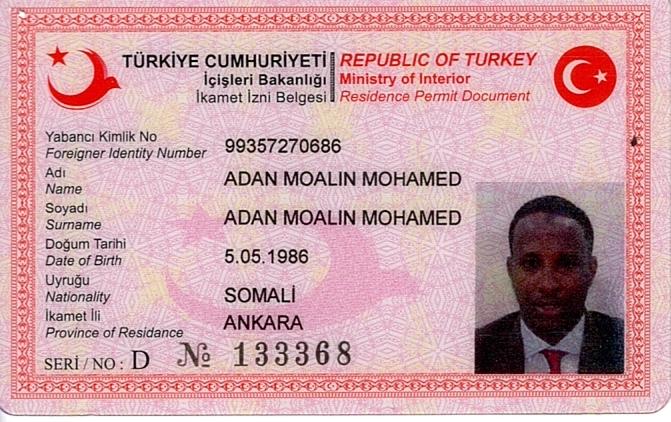 TÜRKİYE CUMHURİYETİ REPUBLIC OF TURKEY
İçişleri Bakanlığı Ministry of Interior
İkamet İzni Belgesi Residence Permit Document
Yabancı Kimlik No
Foreigner Identity Number 99357270686
Adı
Name ADAN MOALIN MOHAMED
Soyadı
Surname ADAN MOALIN MOHAMED
Doğum Tarihi
Date of Birth 5.05.1986
Uyruğu
Nationality SOMALİ
İkamet İli
Province of Residance ANKARA
SERİ / NO : D № 133368